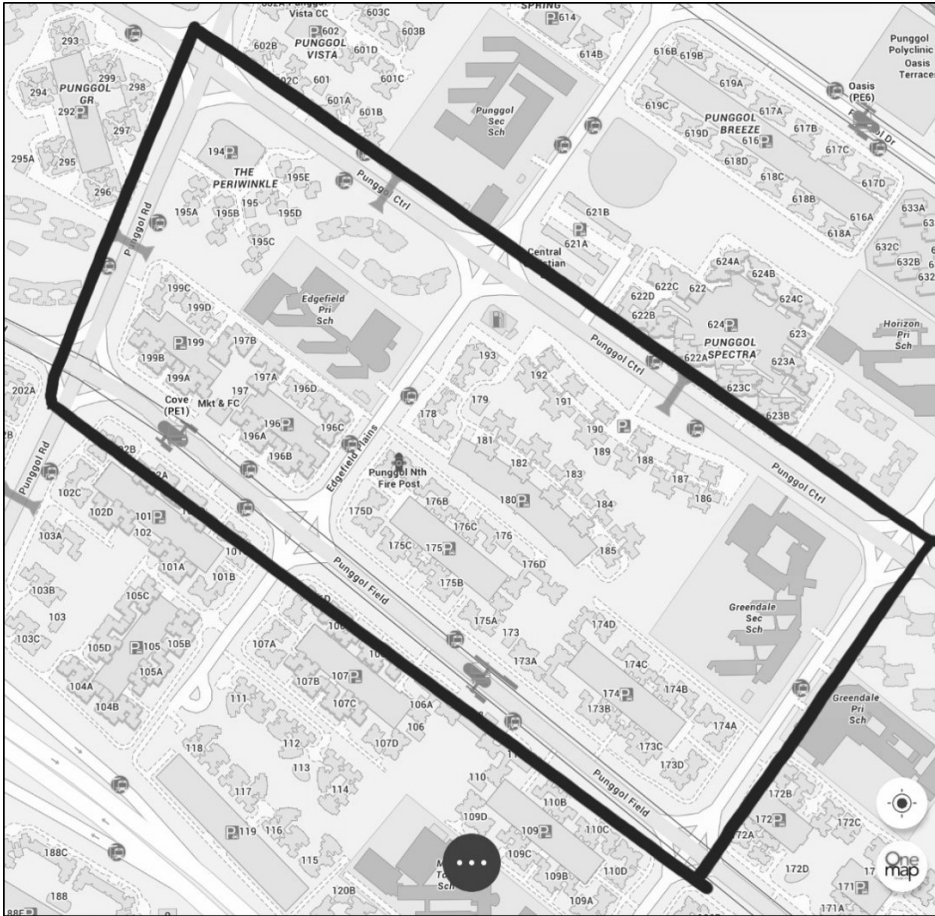 SPRING
614
Vista CC
603C
602
603B
602B
PUNGGOL
VISTA
601D
614B
601
601C
601A
601B
293
294
299
298
PUNGGOL
GR
292
297
295A
295
296
Punggol
Sec
Sch
616B
619B
619A
619C
617A
PUNGGOL
BREEZE
619D
616
617B
617C
618D
618C
617D
618B
616A
618A
Oasis
(PE6)
Punggol
Polyclinic
Oasis
Terrace
194
THE
PERIWINKLE
195E
195
195A
195B
195D
195C
Punggol Rd
Punggol Ctrl
621B
621A
Central
633A
632C
632B
624A
624B
622C
622
622D
624C
622B
624
623
PUNGGOL
SPECTRA
622A
623A
623C
623B
Horizon
Pri
Sch
199C
199D
199
197B
199B
199A
197A
197
196D
Cove
(PE1)
Mkt & FC
196
196C
196A
196B
Edgefield
Pri
Sch
Edgefield Plains
Punggol Ctrl
193
192
179
191
178
190
181
189
182
188
183
187
180
186
184
185
Punggol Nth
Fire Post
176B
175D
176C
176
175C
175
176D
175B
175A
173
173A
Punggol Ctrl
Greendale
Sec
Sch
174D
174C
174
174B
173B
174A
173C
173D
202A
Punggol Rd
102C
102D
101
102
101A
101B
103A
103B
103
103C
105C
105D
105
105B
105A
104A
104B
Punggol Field
107A
107B
107
107C
106A
106
107D
111
112
113
114
118
117
116
119
115
110
110B
109D
109
110C
109C
109B
110D
109A
120B
Punggol Field
Greendale
Pri
Sch
172B
172
172C
172A
172D
171
171A
188C
188
One
map